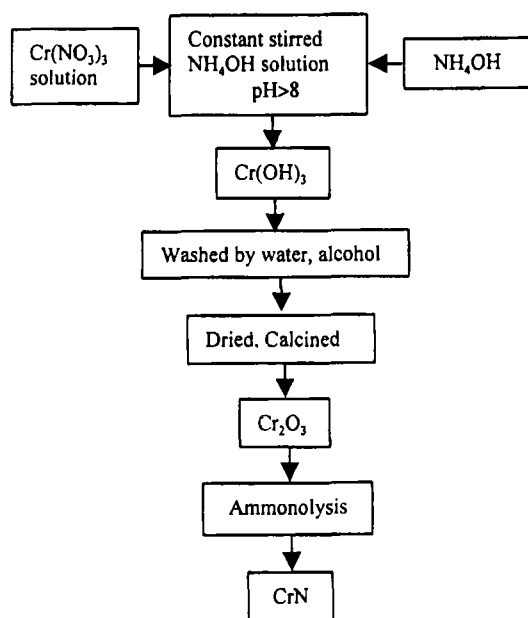 Cr(NO₃)₃
solution
Constant stirred
NH₄OH solution
pH>8
NH₄OH
Cr(OH)₃
Washed by water, alcohol
Dried, Calcined
Cr₂O₃
Ammonolysis
CrN